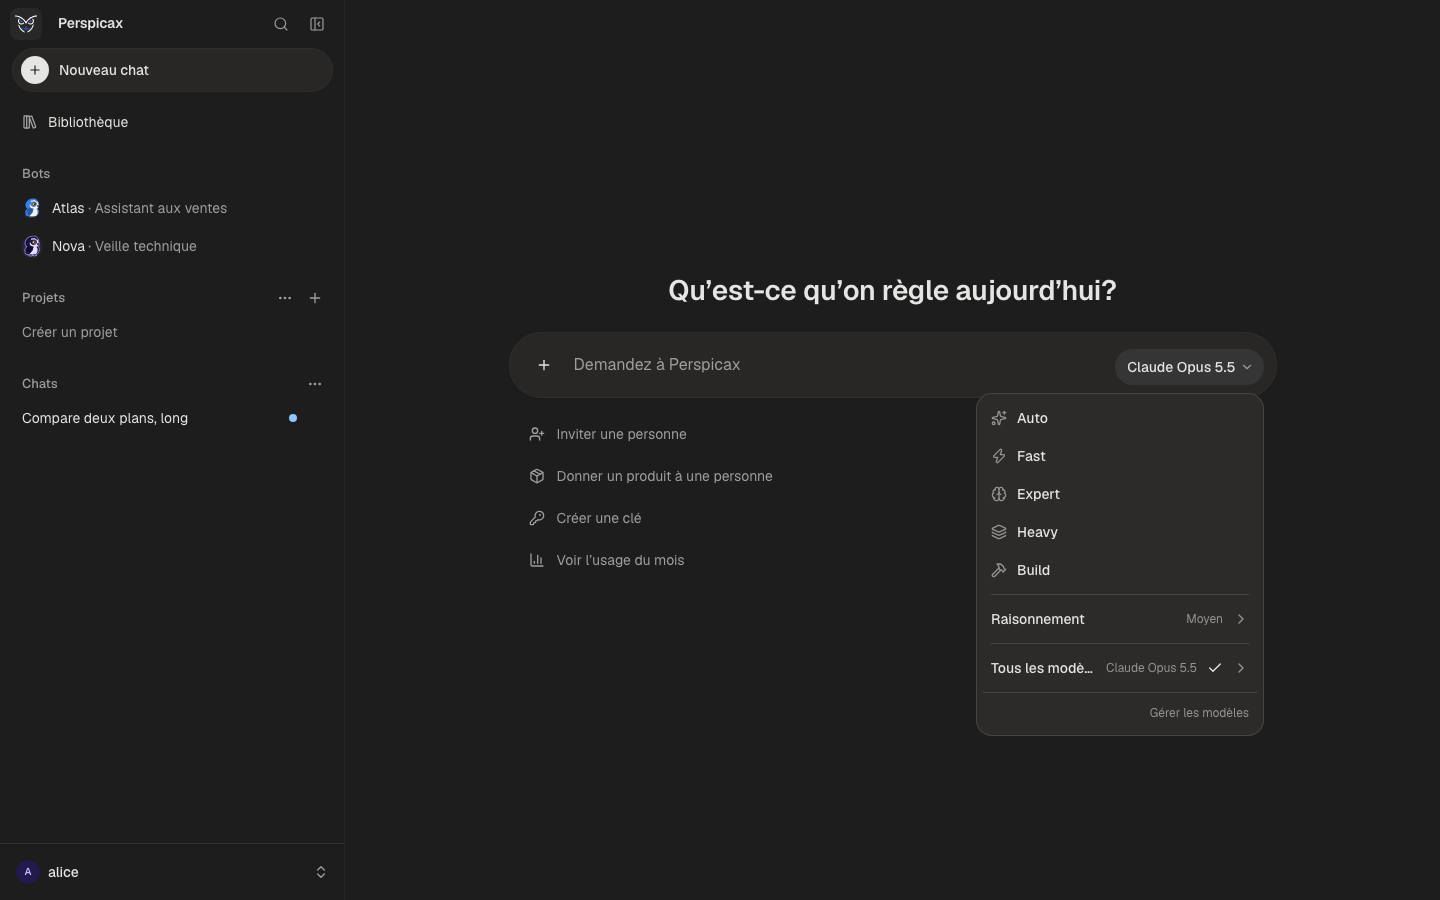 Perspicax
Nouveau chat
Bibliothèque
Bots
Atlas · Assistant aux ventes
Nova · Veille technique
Projets
Créer un projet
Chats
Compare deux plans, long
A alice
Qu’est-ce qu’on règle aujourd’hui?
Demandez à Perspicax
Claude Opus 5.5
Inviter une personne
Donner un produit à une personne
Créer une clé
Voir l’usage du mois
Auto
Fast
Expert
Heavy
Build
Raisonnement Moyen
Tous les modè… Claude Opus 5.5
Gérer les modèles